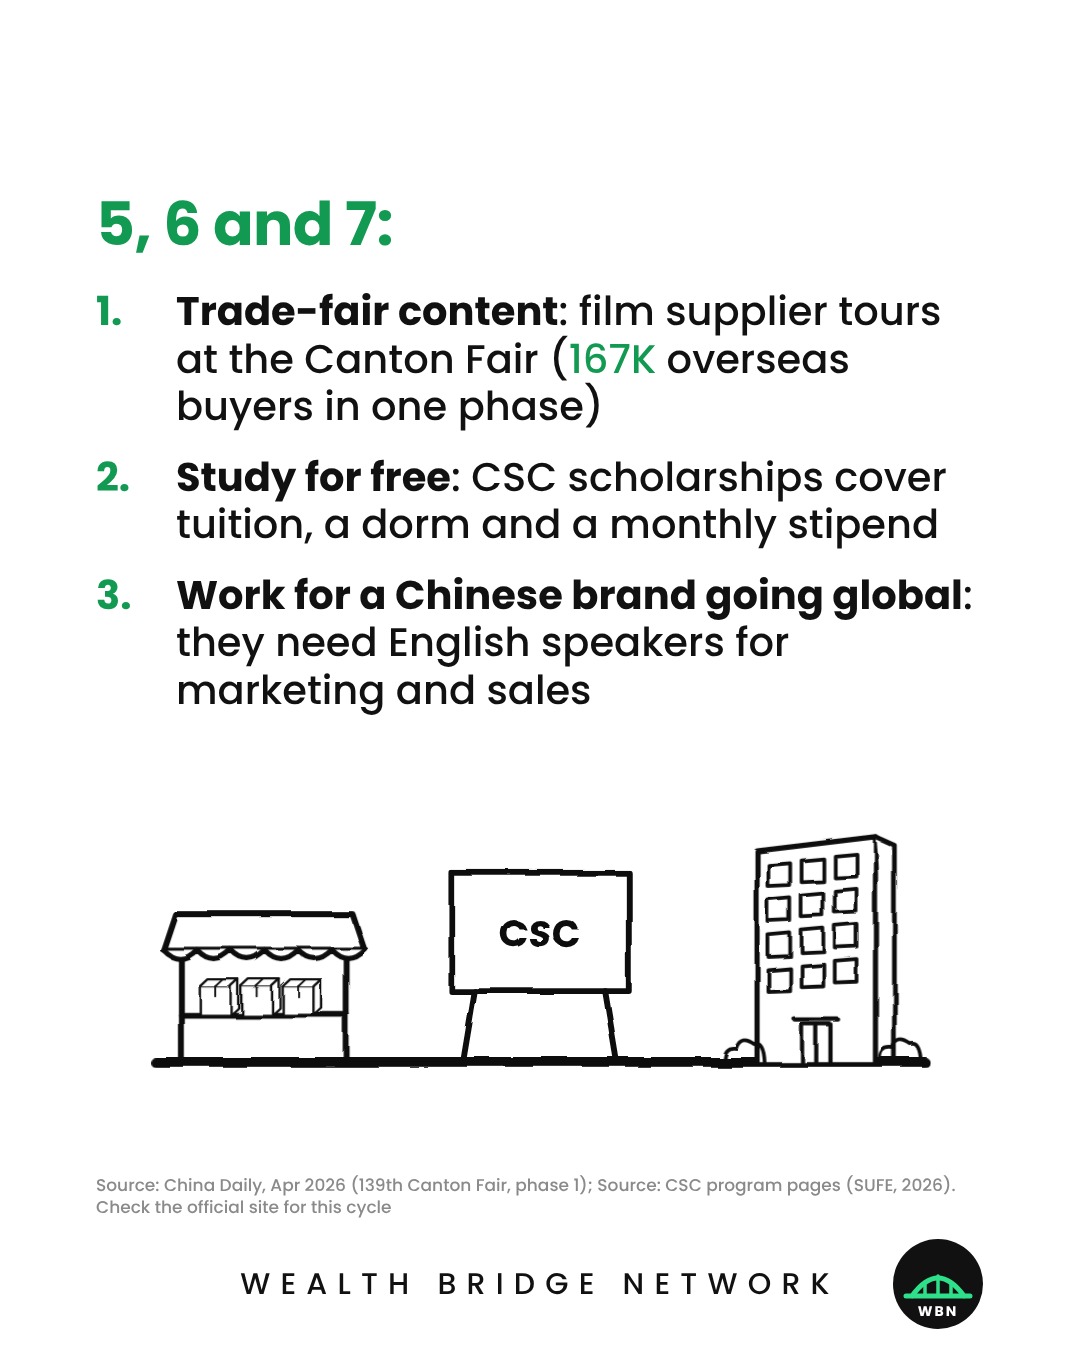 5, 6 and 7:
1. Trade-fair content: film supplier tours
at the Canton Fair (167K overseas
buyers in one phase)
2. Study for free: CSC scholarships cover
tuition, a dorm and a monthly stipend
3. Work for a Chinese brand going global:
they need English speakers for
marketing and sales
CSC
Source: China Daily, Apr 2026 (139th Canton Fair, phase 1); Source: CSC program pages (SUFE, 2026).
Check the official site for this cycle
WEALTH BRIDGE NETWORK
WBN